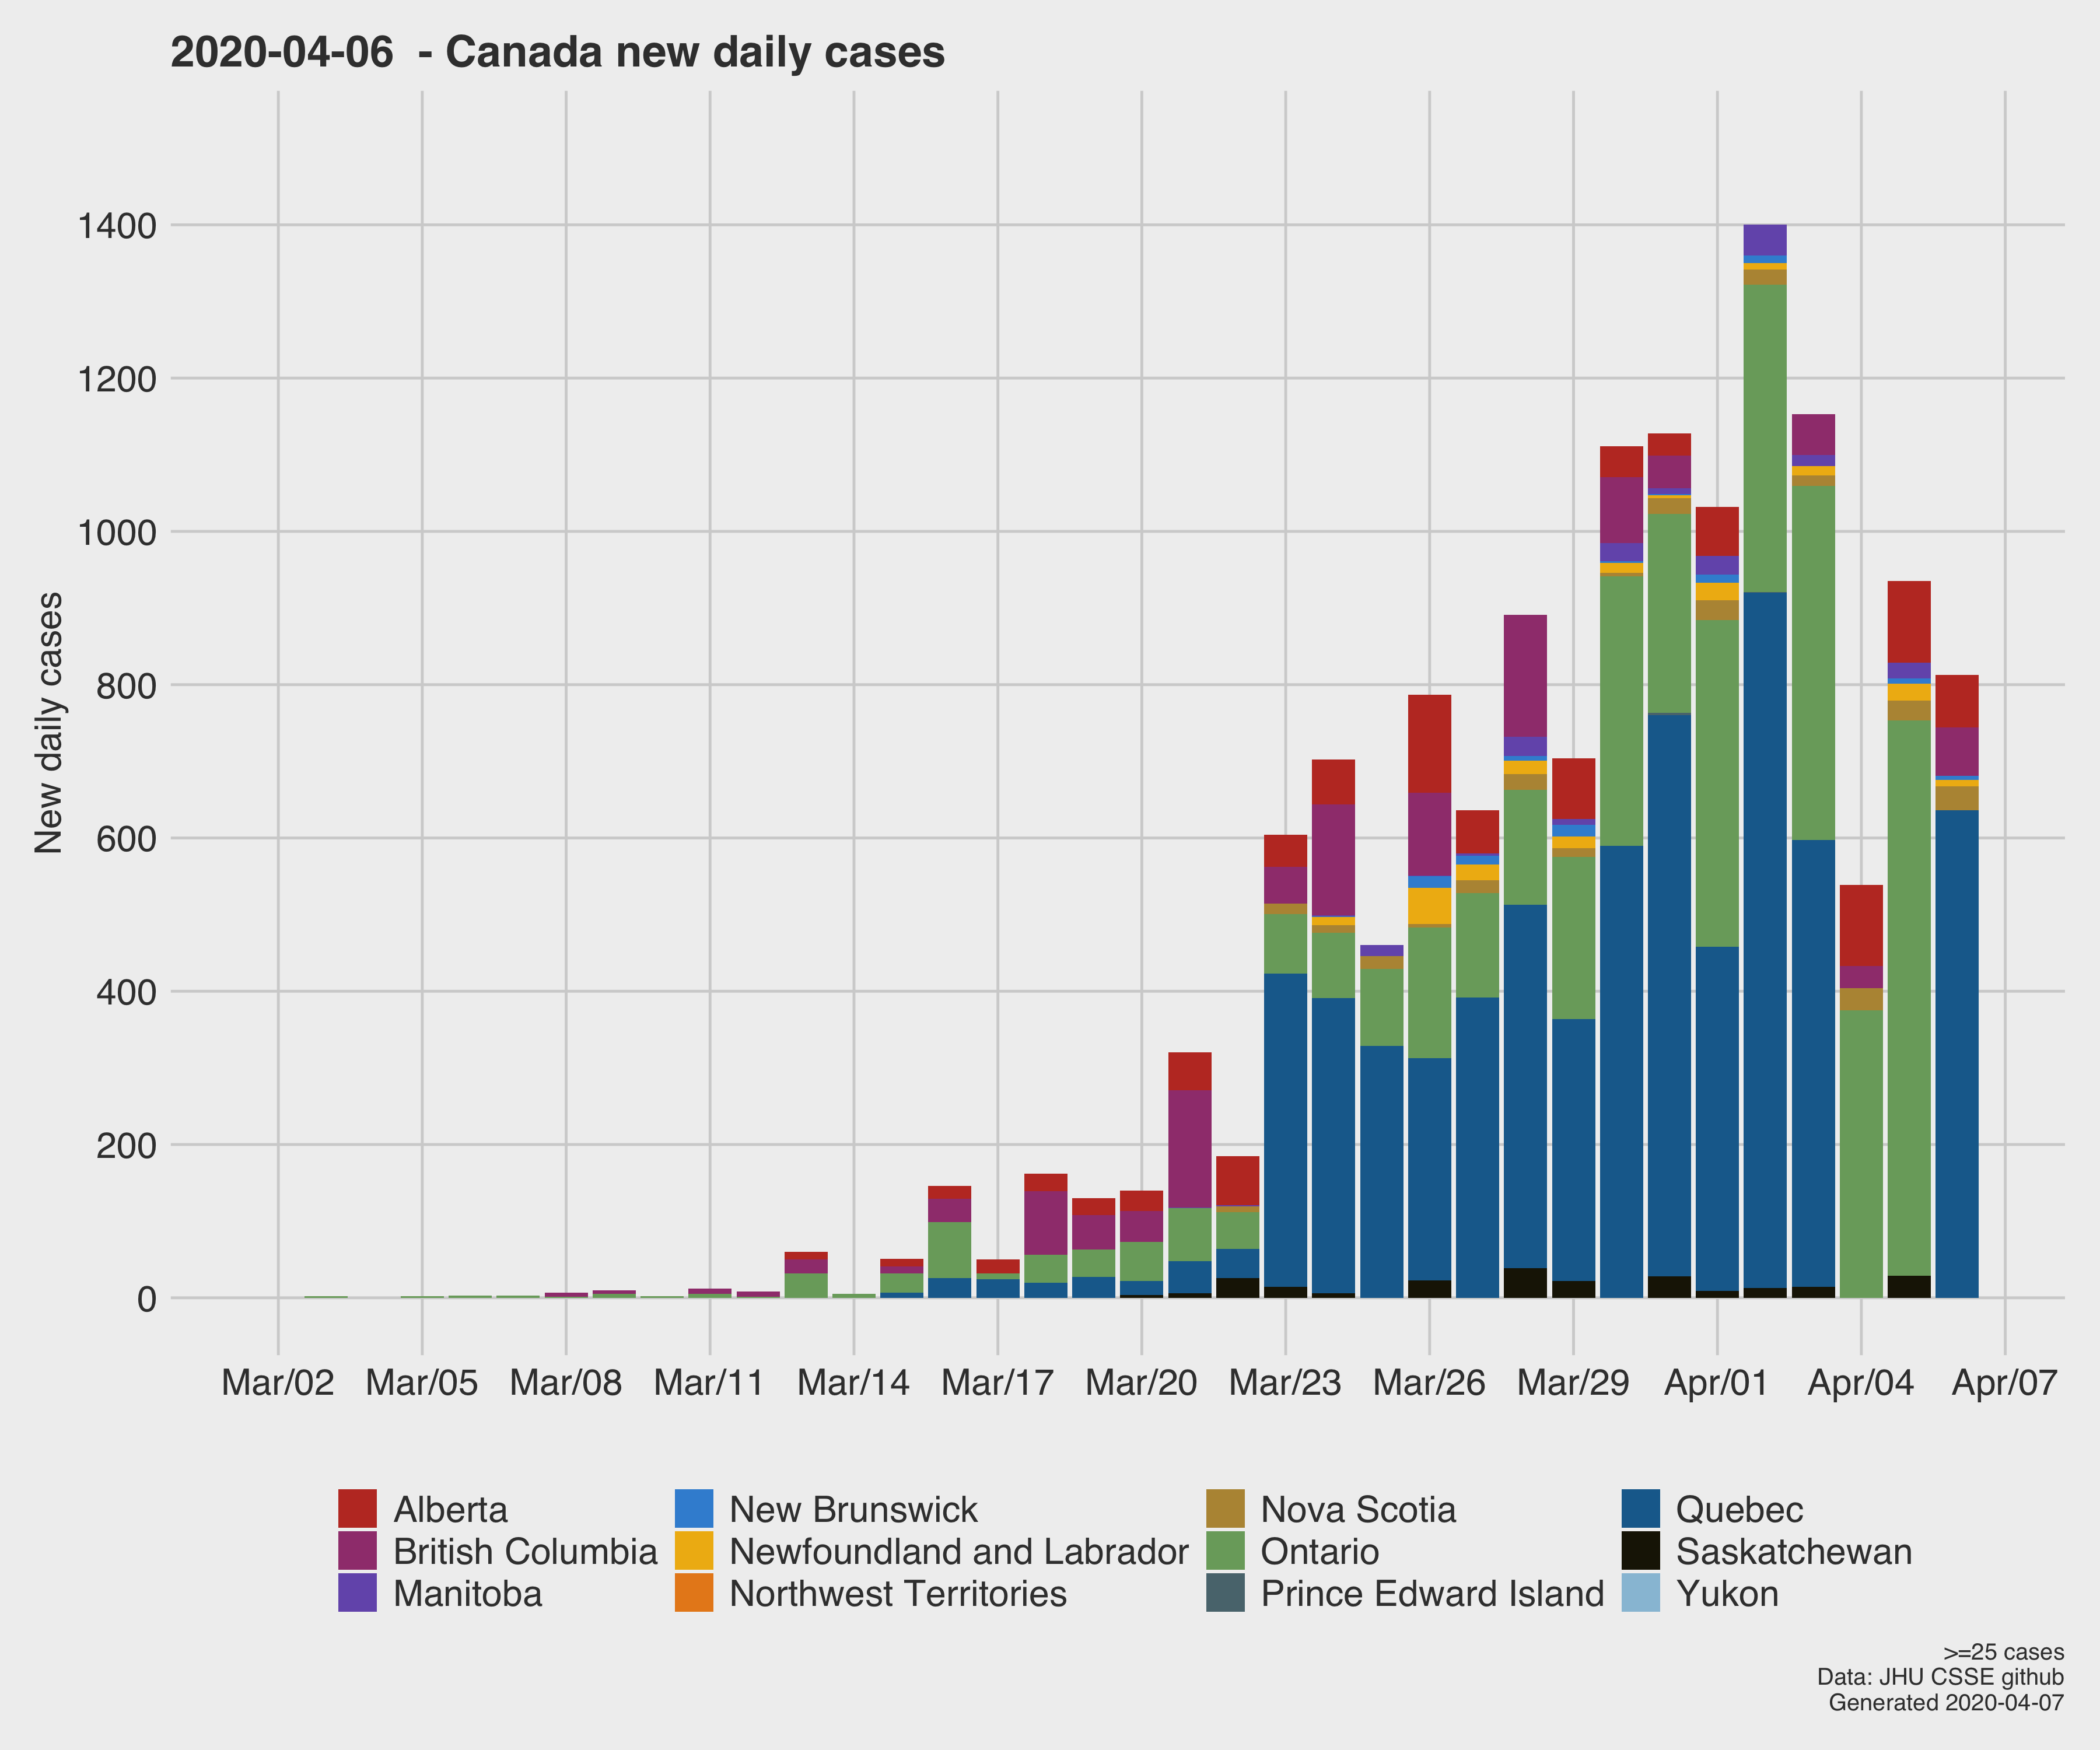 2020-04-06  - Canada new daily cases
New daily cases
1400
1200
1000
800
600
400
200
0
Mar/02 Mar/05 Mar/08 Mar/11 Mar/14 Mar/17 Mar/20 Mar/23 Mar/26 Mar/29 Apr/01 Apr/04 Apr/07
Alberta New Brunswick Nova Scotia Quebec
British Columbia Newfoundland and Labrador Ontario Saskatchewan
Manitoba Northwest Territories Prince Edward Island Yukon
>=25 cases
Data: JHU CSSE github
Generated 2020-04-07